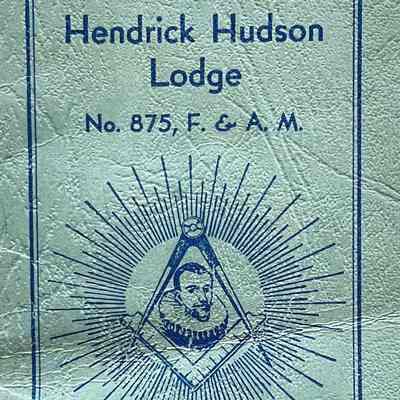 Hendrick Hudson
Lodge
No. 875, F. & A. M.